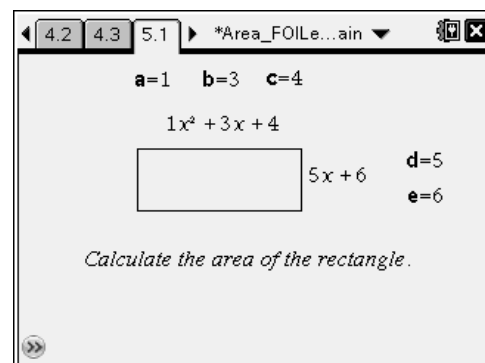 4.2 4.3 5.1 *Area_FOILe...ain
a=1 b=3 c=4
1x² +3x+4
5x+6
d=5
e=6
Calculate the area of the rectangle.